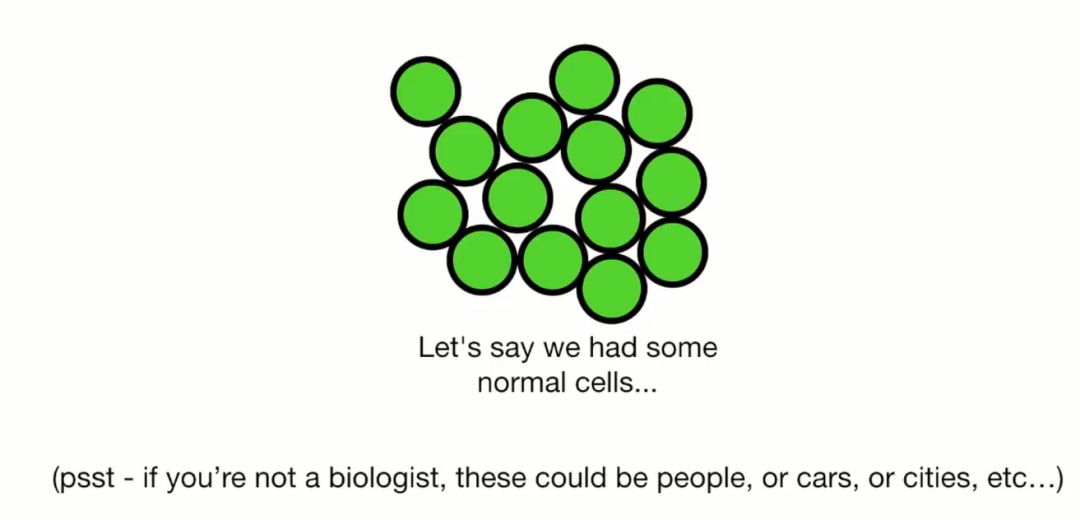 Let's say we had some
normal cells...
(psst - if you’re not a biologist, these could be people, or cars, or cities, etc…)